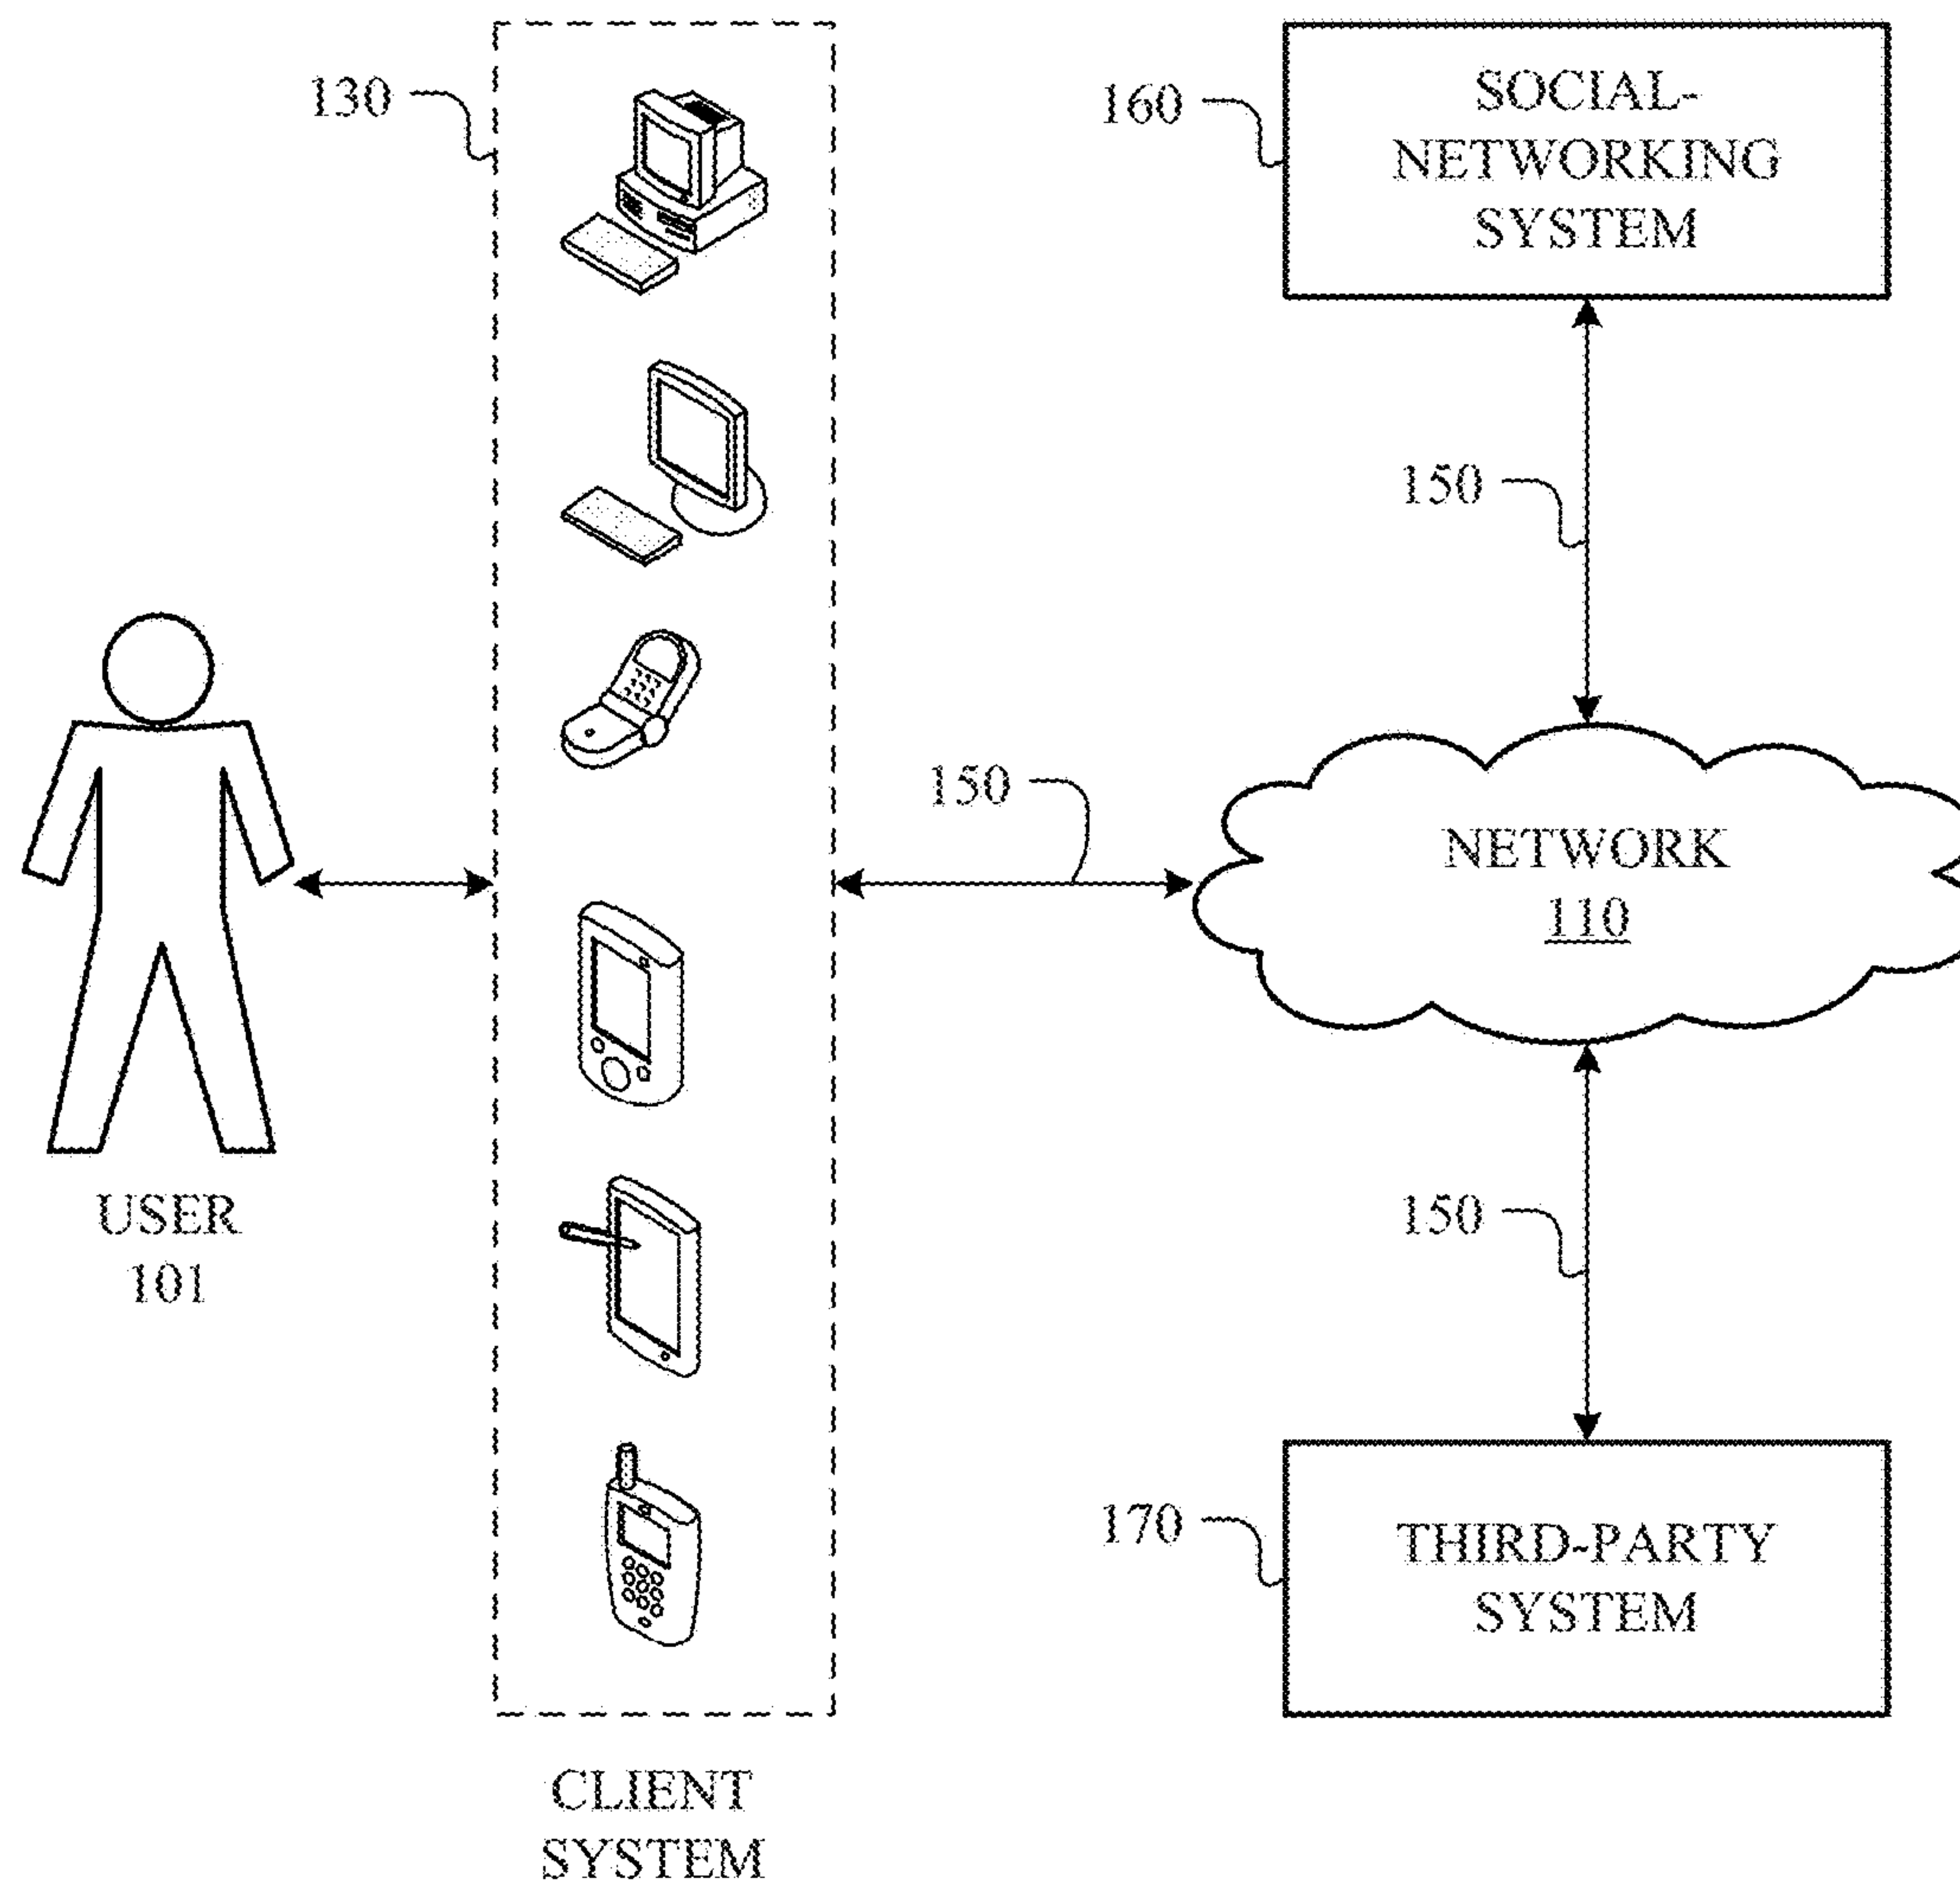 130
160
SOCIAL-
NETWORKING
SYSTEM
150
150
NETWORK
110
USER
101
150
170
THIRD-PARTY
SYSTEM
CLIENT
SYSTEM